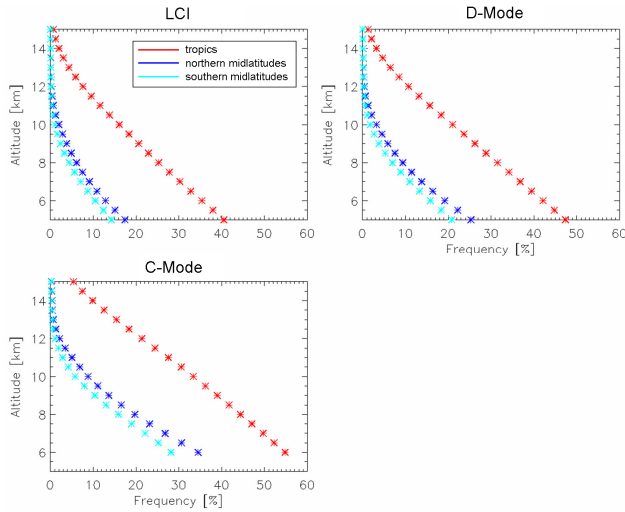 LCI
D-Mode
Altitude [km]
14
12
10
8
6
0 10 20 30 40 50 60
tropics
northern midlatitudes
southern midlatitudes
Altitude [km]
14
12
10
8
6
0 10 20 30 40 50 60
Frequency [%]
C-Mode
Altitude [km]
14
12
10
8
6
0 10 20 30 40 50 60
Frequency [%]